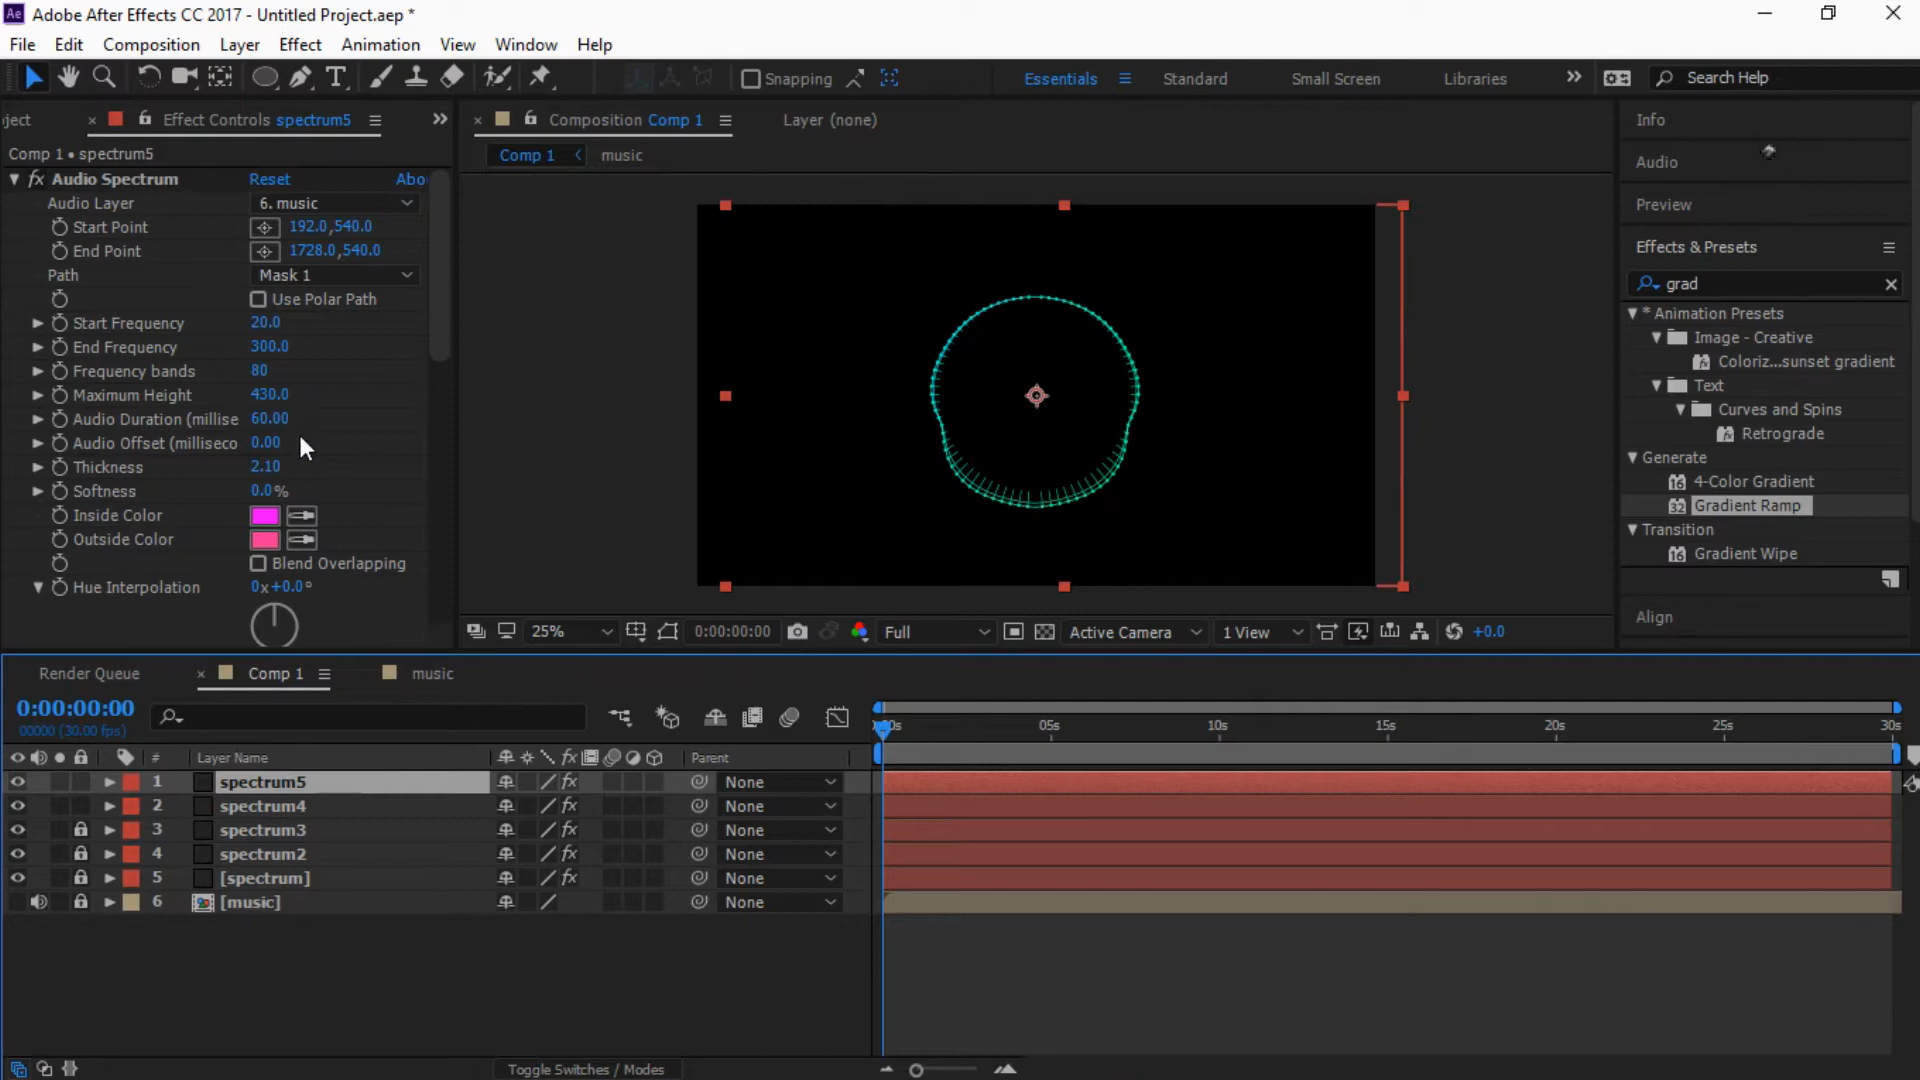 Adobe After Effects CC 2017 - Untitled Project.aep *
File Edit Composition Layer Effect Animation View Window Help
Snapping Essentials Standard Small Screen Libraries Search Help
ject Effect Controls spectrum5 Composition Comp 1 Layer (none) Info
Comp 1 • spectrum5 Comp 1 music Audio
fx Audio Spectrum Reset Abo
Audio Layer 6. music Preview
Start Point 192.0,540.0
End Point 1728.0,540.0 Effects & Presets
Path Mask 1 grad
Use Polar Path * Animation Presets
Start Frequency 20.0 Image - Creative
End Frequency 300.0 Coloriz...sunset gradient
Frequency bands 80 Text
Maximum Height 430.0 Curves and Spins
Audio Duration (millise 60.00 Retrograde
Audio Offset (milliseco 0.00 Generate
Thickness 2.10 4-Color Gradient
Softness 0.0% Gradient Ramp
Inside Color Transition
Outside Color Gradient Wipe
Blend Overlapping
Hue Interpolation 0x+0.0° Align
25% 0:00:00:00 Full Active Camera 1 View +0.0
Render Queue Comp 1 music
0:00:00:00
00000 (30.00 fps) 00s 05s 10s 15s 20s 25s 30s
# Layer Name Parent
1 spectrum5 fx None
2 spectrum4 fx None
3 spectrum3 fx None
4 spectrum2 fx None
5 [spectrum] fx None
6 [music] None
Toggle Switches / Modes